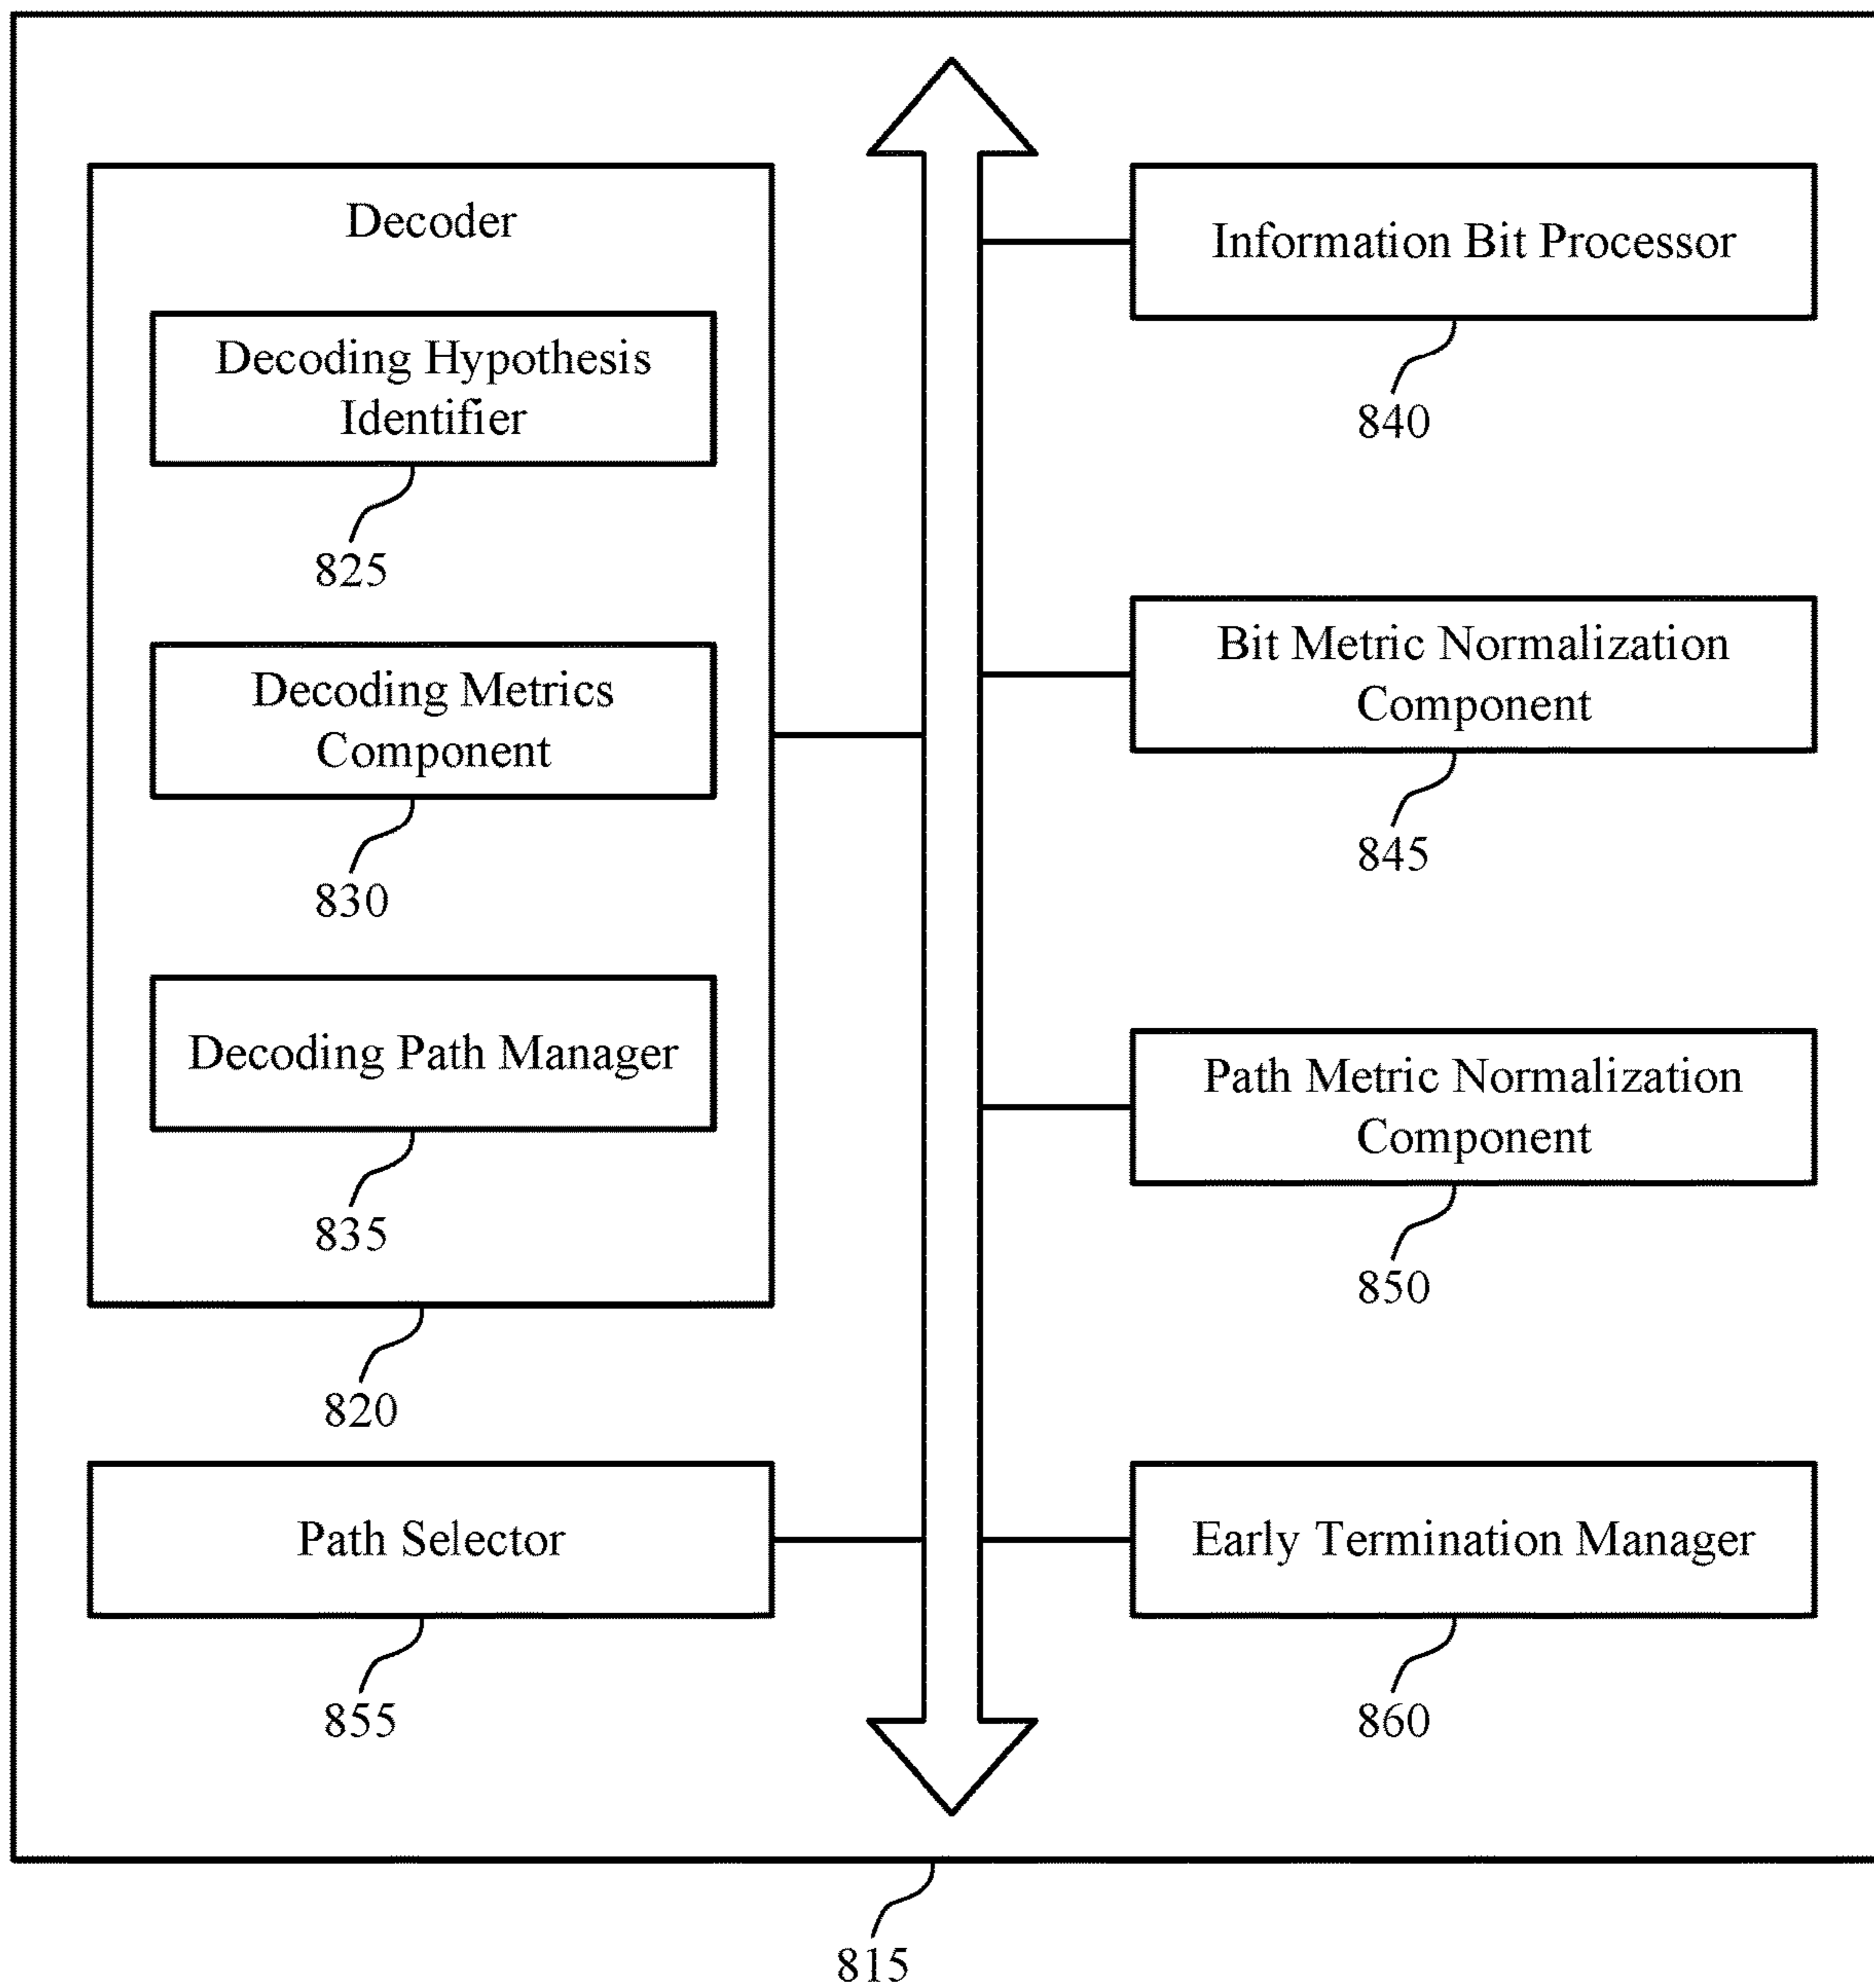 Decoder
Decoding Hypothesis
Identifier
825
Decoding Metrics
Component
830
Decoding Path Manager
835
820
Path Selector
855
Information Bit Processor
840
Bit Metric Normalization
Component
845
Path Metric Normalization
Component
850
Early Termination Manager
860
815